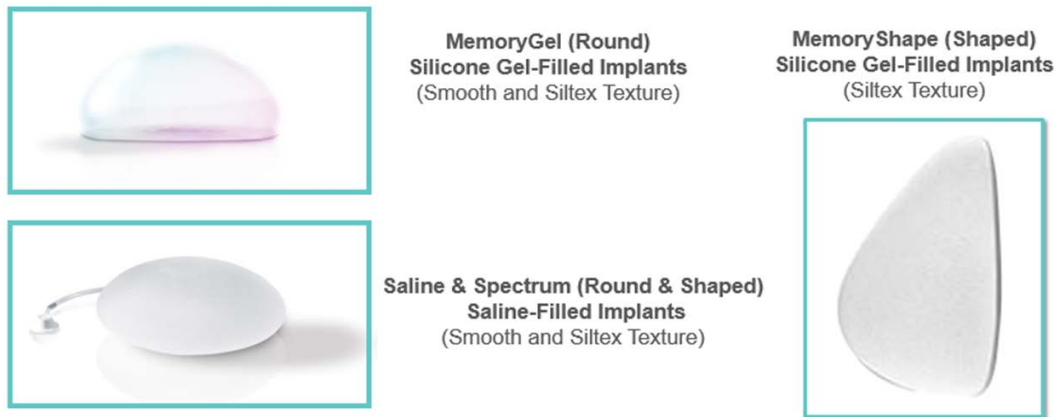 MemoryGel (Round)
Silicone Gel-Filled Implants
(Smooth and Siltex Texture)
MemoryShape (Shaped)
Silicone Gel-Filled Implants
(Siltex Texture)
Saline & Spectrum (Round & Shaped)
Saline-Filled Implants
(Smooth and Siltex Texture)